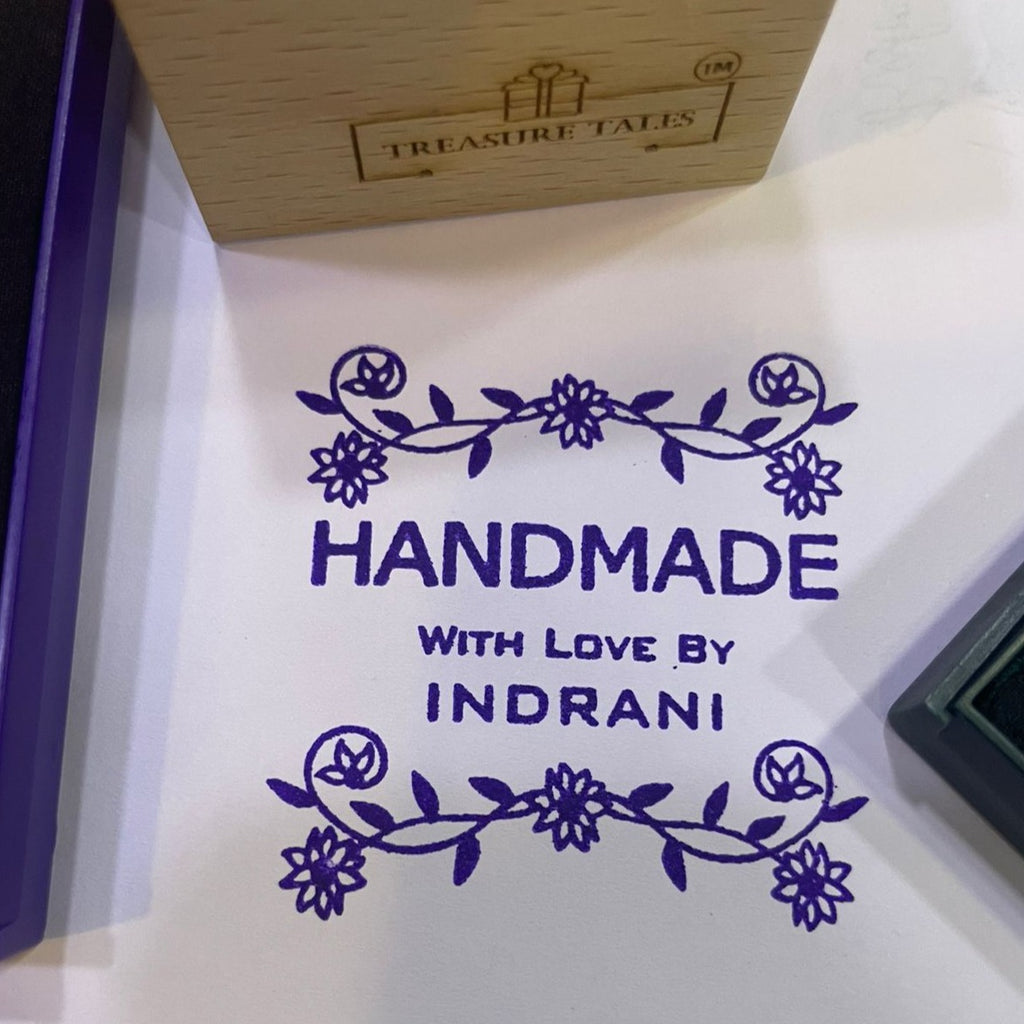 TM
TREASURE TALES
HANDMADE
WITH LOVE BY
INDRANI